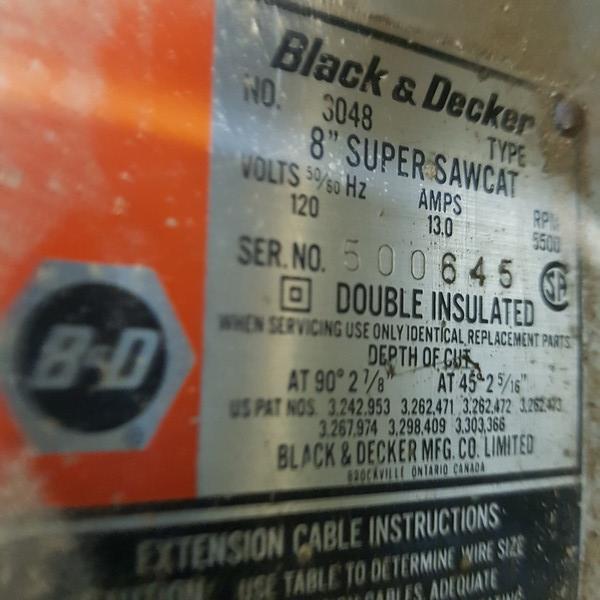 Black & Decker
NO. 3048 TYPE
8" SUPER SAWCAT
VOLTS 50/60 Hz AMPS RPM
120 13.0 5500
SER. NO. 500645
DOUBLE INSULATED
WHEN SERVICING USE ONLY IDENTICAL REPLACEMENT PARTS
DEPTH OF CUT
AT 90° 2 7/8" AT 45° 2 5/16"
US PAT NOS. 3,242,953 3,262,471 3,262,472 3,262,473
3,267,974 3,298,409 3,303,366
BLACK & DECKER MFG. CO. LIMITED
BROCKVILLE ONTARIO CANADA
B&D
EXTENSION CABLE INSTRUCTIONS
USE TABLE TO DETERMINE WIRE SIZE
CABLES, ADEQUATE